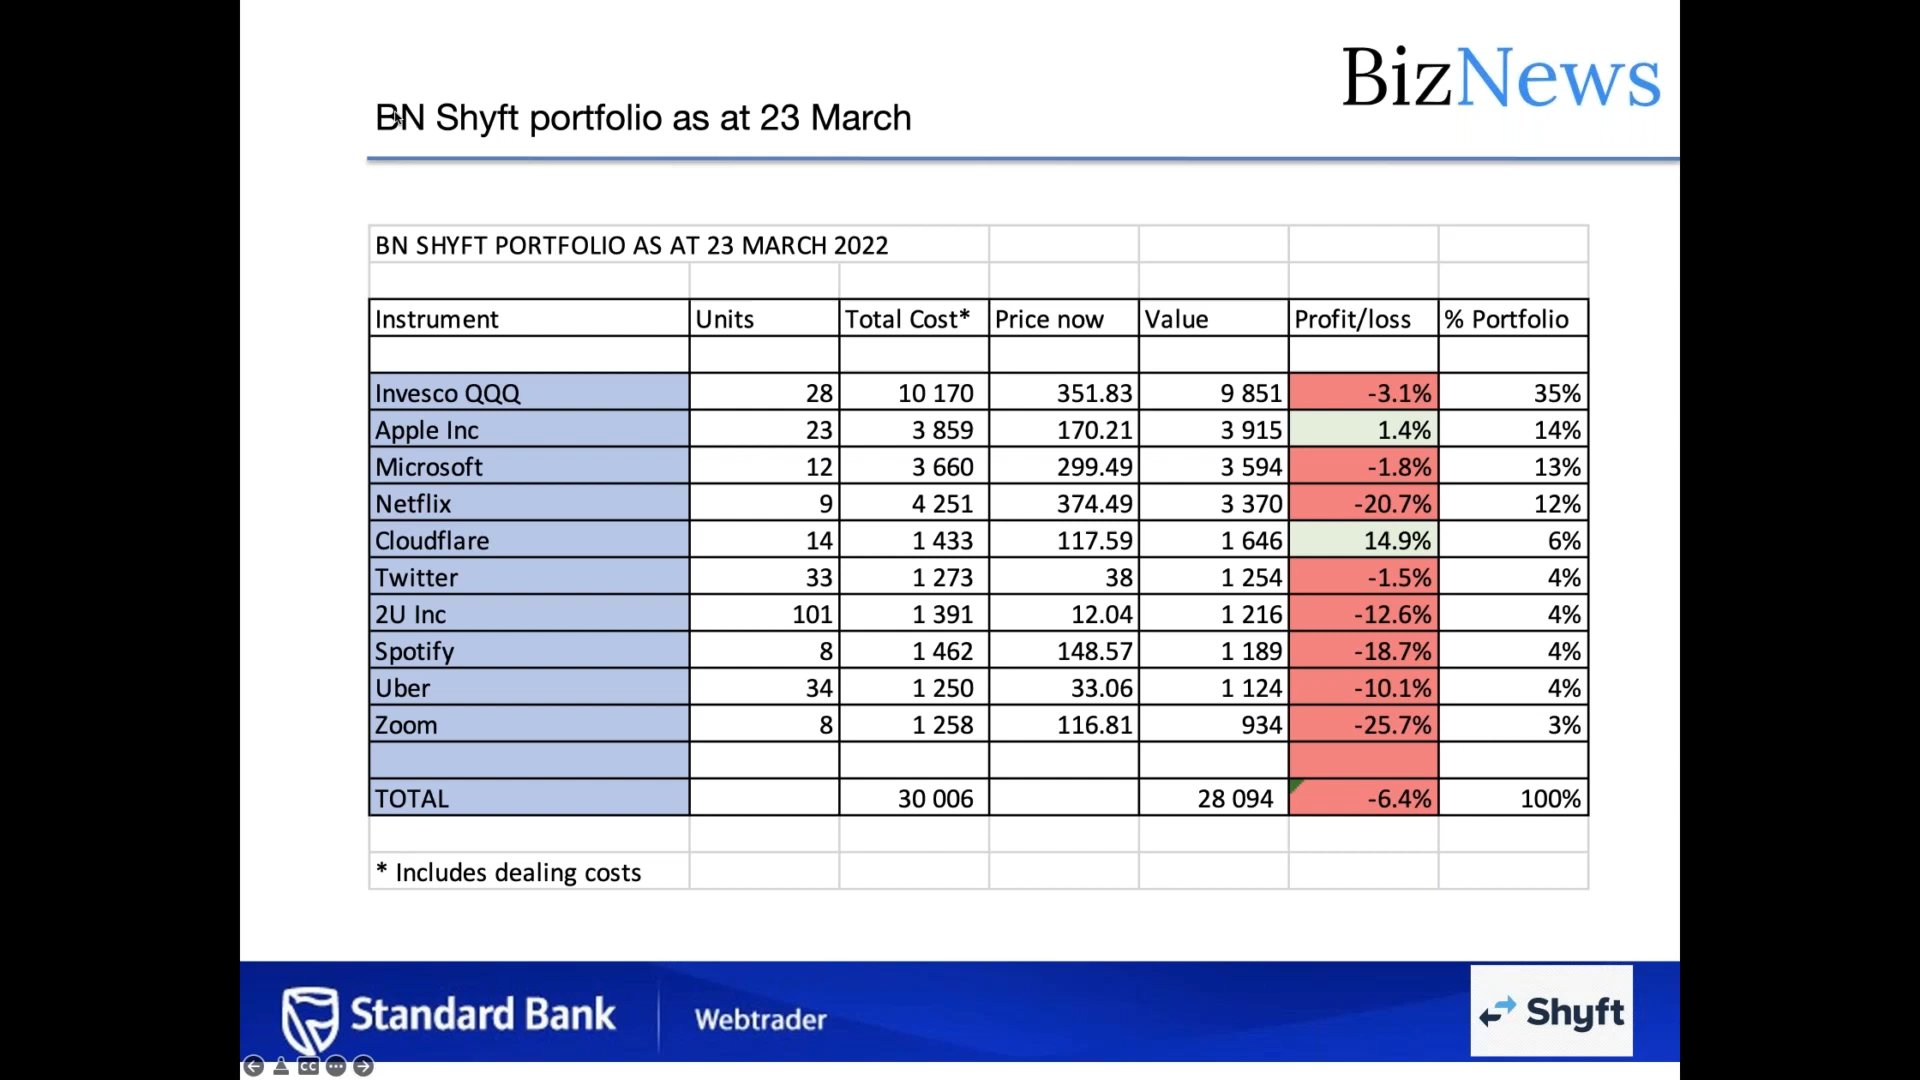 BizNews
BN Shyft portfolio as at 23 March
BN SHYFT PORTFOLIO AS AT 23 MARCH 2022
Instrument Units Total Cost* Price now Value Profit/loss % Portfolio
Invesco QQQ 28 10 170 351.83 9 851 -3.1% 35%
Apple Inc 23 3 859 170.21 3 915 1.4% 14%
Microsoft 12 3 660 299.49 3 594 -1.8% 13%
Netflix 9 4 251 374.49 3 370 -20.7% 12%
Cloudflare 14 1 433 117.59 1 646 14.9% 6%
Twitter 33 1 273 38 1 254 -1.5% 4%
2U Inc 101 1 391 12.04 1 216 -12.6% 4%
Spotify 8 1 462 148.57 1 189 -18.7% 4%
Uber 34 1 250 33.06 1 124 -10.1% 4%
Zoom 8 1 258 116.81 934 -25.7% 3%
TOTAL 30 006 28 094 -6.4% 100%
* Includes dealing costs
Standard Bank Webtrader Shyft
CC